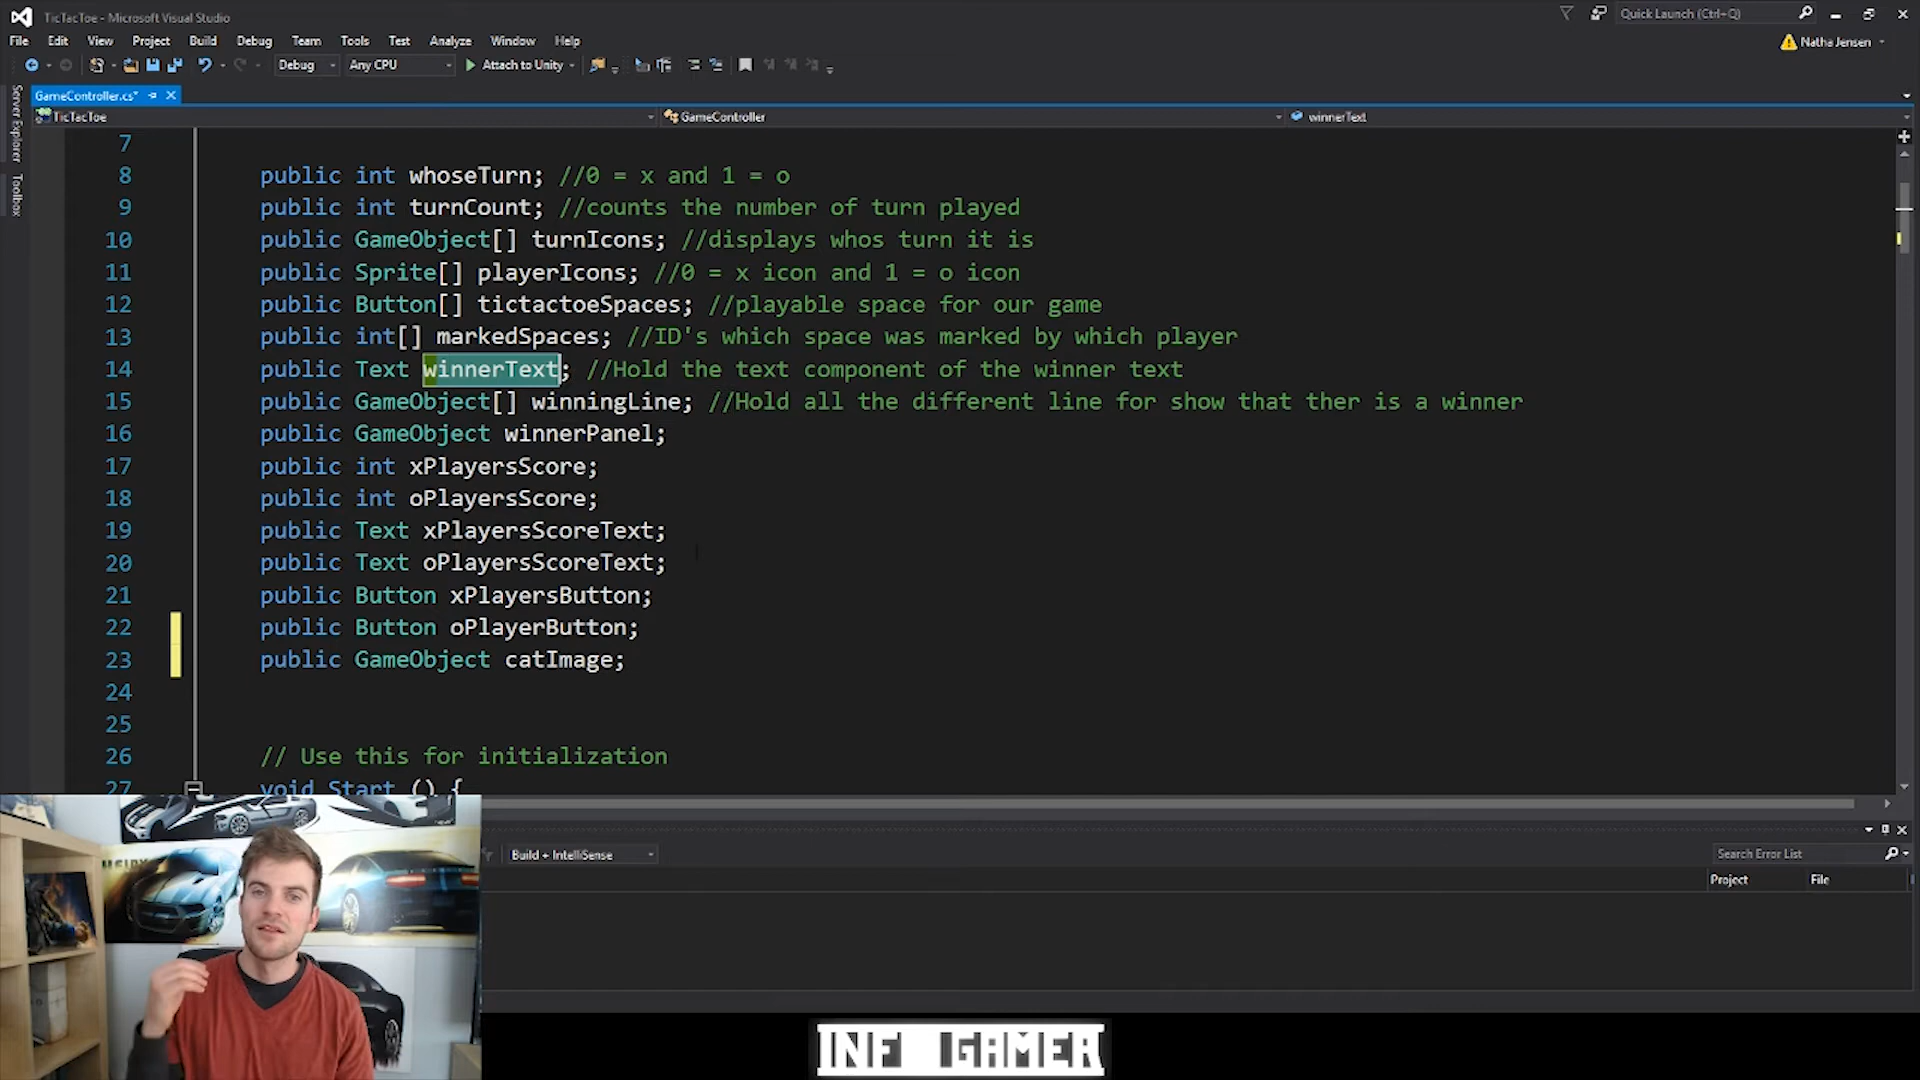 TicTacToe - Microsoft Visual Studio
Quick Launch (Ctrl+Q)
File Edit View Project Build Debug Team Tools Test Analyze Window Help
Natha Jensen
Debug Any CPU Attach to Unity
Server Explorer
Toolbox
GameController.cs*
TicTacToe GameController winnerText
7
8 public int whoseTurn; //0 = x and 1 = o
9 public int turnCount; //counts the number of turn played
10 public GameObject[] turnIcons; //displays whos turn it is
11 public Sprite[] playerIcons; //0 = x icon and 1 = o icon
12 public Button[] tictactoeSpaces; //playable space for our game
13 public int[] markedSpaces; //ID's which space was marked by which player
14 public Text winnerText; //Hold the text component of the winner text
15 public GameObject[] winningLine; //Hold all the different line for show that ther is a winner
16 public GameObject winnerPanel;
17 public int xPlayersScore;
18 public int oPlayersScore;
19 public Text xPlayersScoreText;
20 public Text oPlayersScoreText;
21 public Button xPlayersButton;
22 public Button oPlayerButton;
23 public GameObject catImage;
24
25
26 // Use this for initialization
27 void Start () {
Build + IntelliSense
Search Error List
Project File
INF GAMER